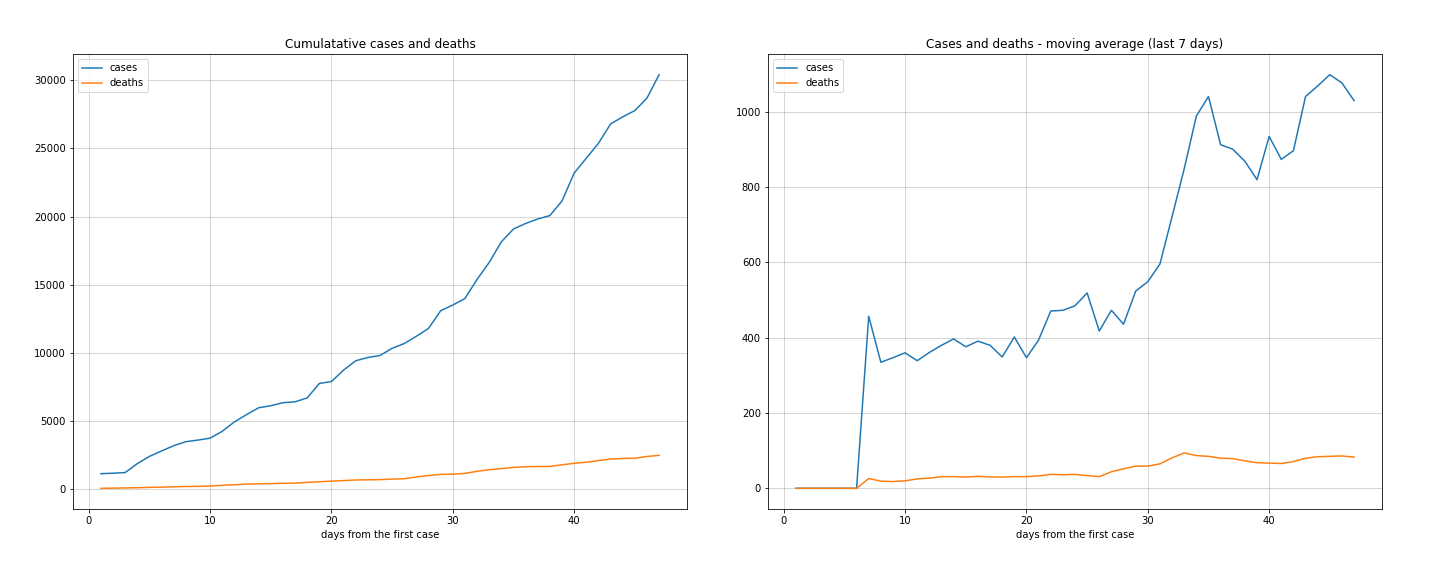 Cumulatative cases and deaths
cases
deaths
30000
25000
20000
15000
10000
5000
0
0 10 20 30 40
days from the first case
Cases and deaths - moving average (last 7 days)
cases
deaths
1000
800
600
400
200
0
0 10 20 30 40
days from the first case